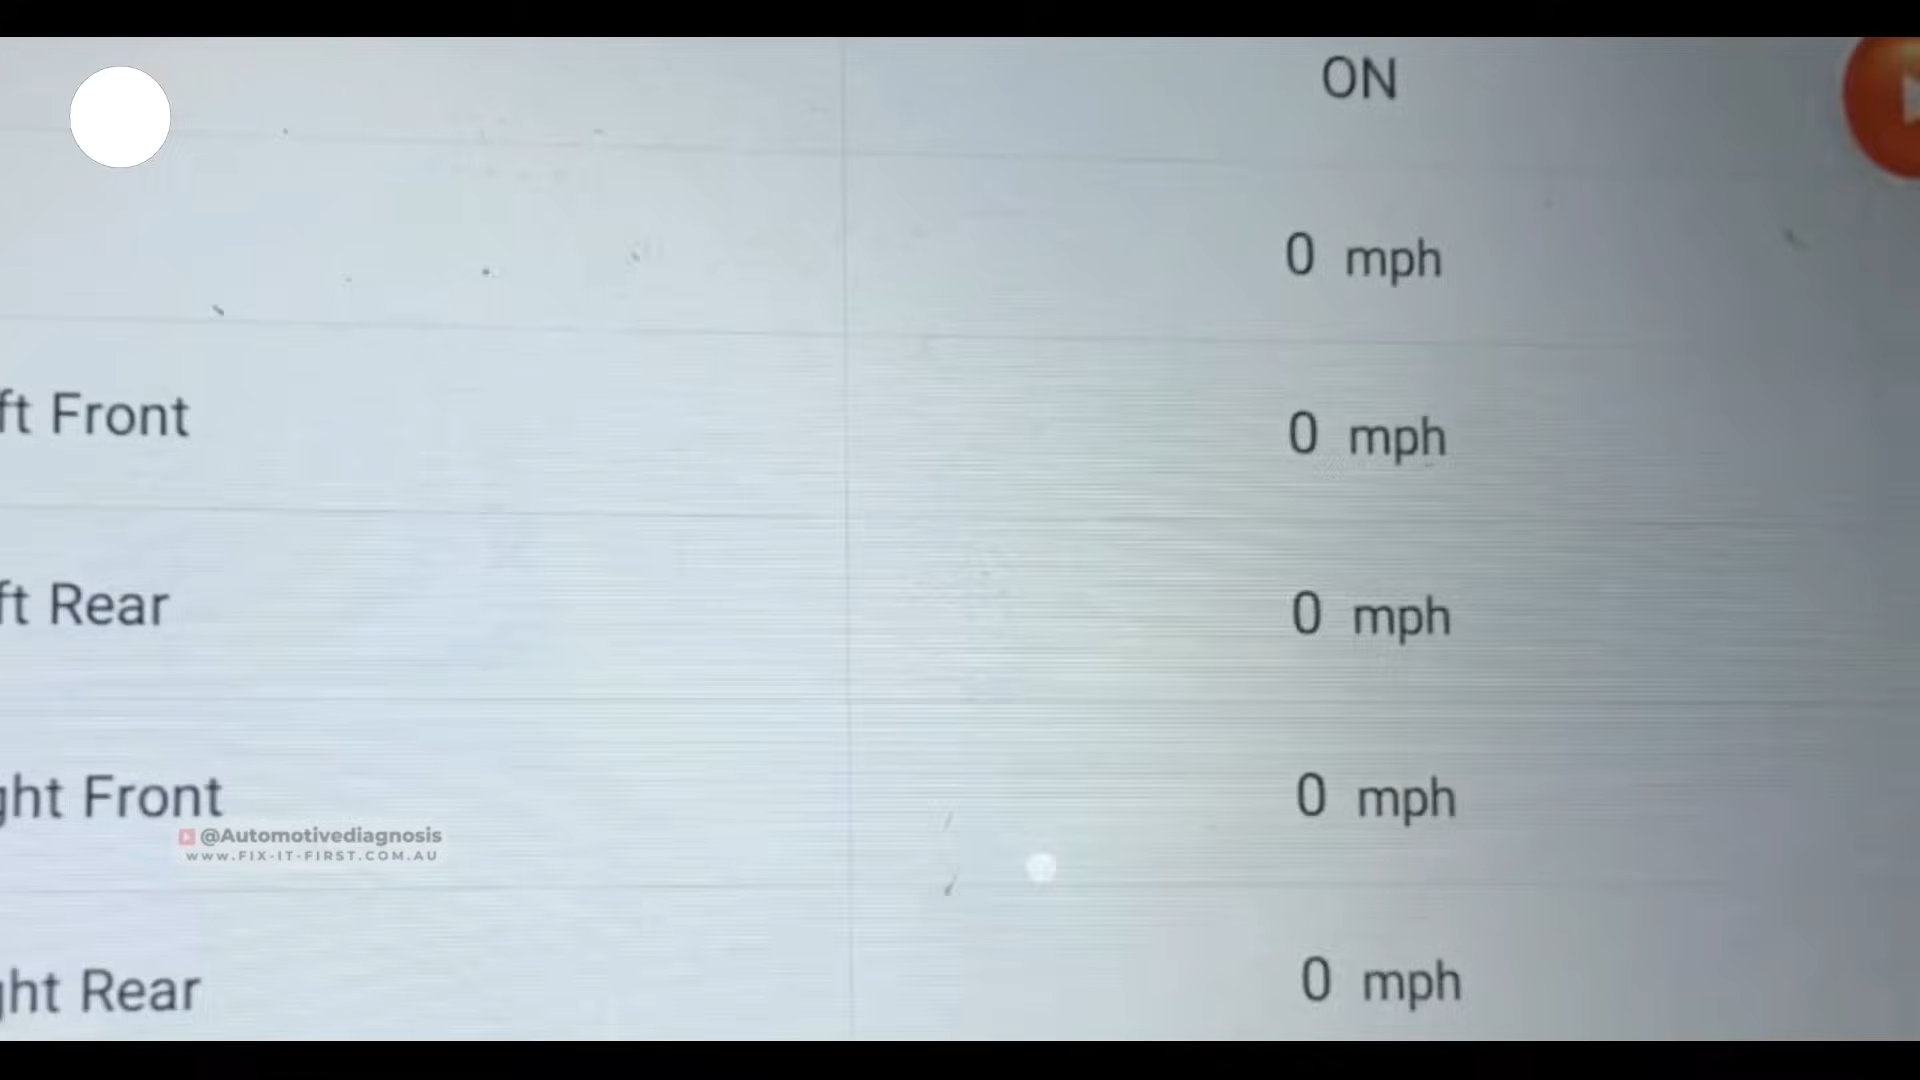 ON
0 mph
ft Front 0 mph
ft Rear 0 mph
ght Front 0 mph
@Automotivediagnosis
www.FIX-IT-FIRST.COM.AU
ght Rear 0 mph